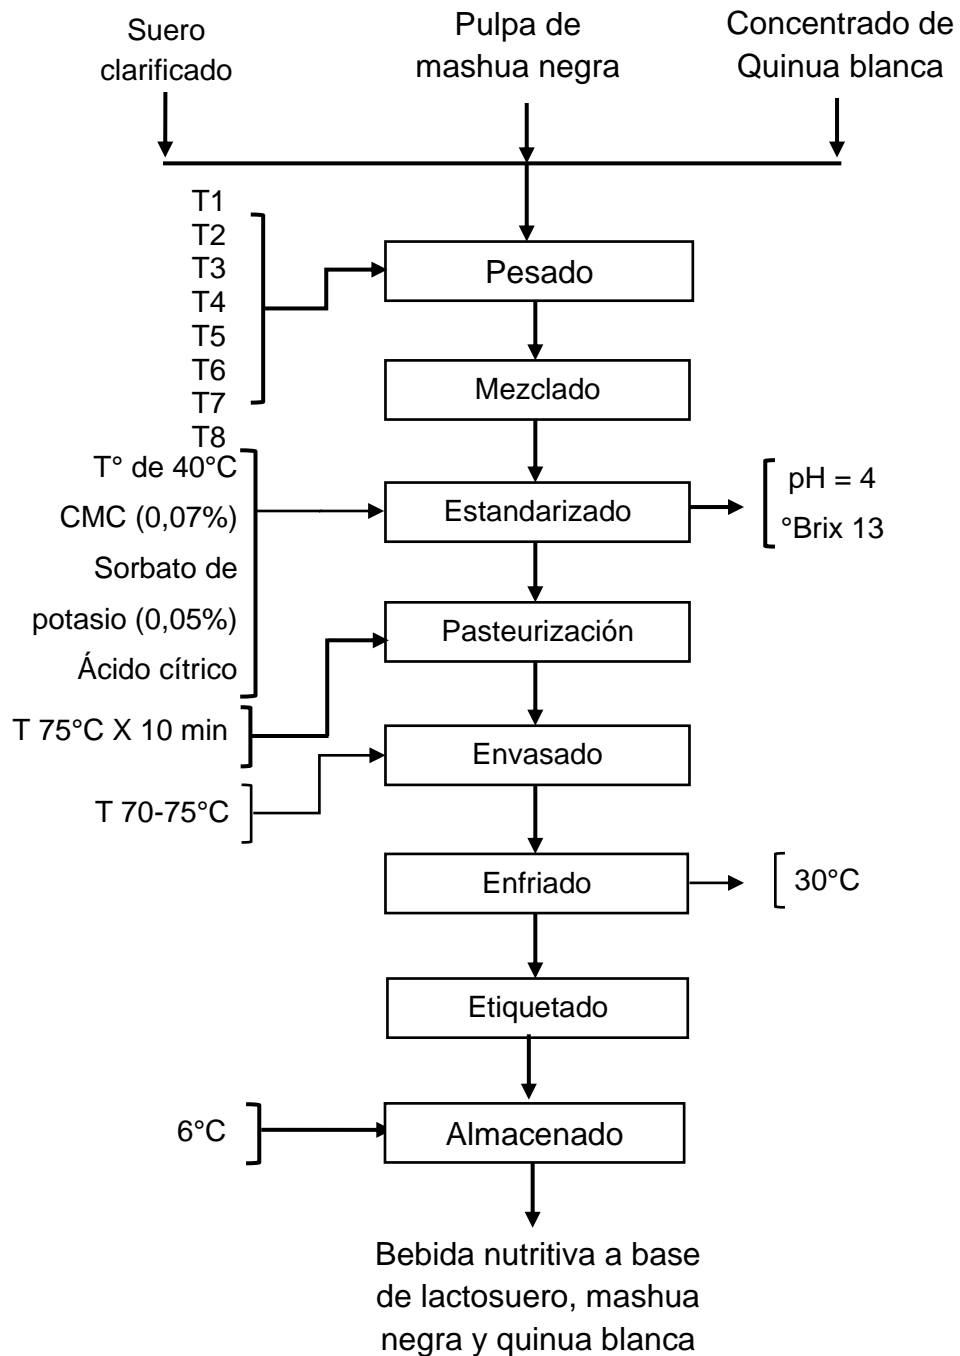 Suero
clarificado
Pulpa de
mashua negra
Concentrado de
Quinua blanca
T1
T2
T3
T4
T5
T6
T7
T8
Pesado
Mezclado
T° de 40°C
CMC (0,07%)
Sorbato de
potasio (0,05%)
Ácido cítrico
Estandarizado
pH = 4
°Brix 13
Pasteurización
T 75°C X 10 min
Envasado
T 70-75°C
Enfriado
30°C
Etiquetado
6°C
Almacenado
Bebida nutritiva a base
de lactosuero, mashua
negra y quinua blanca